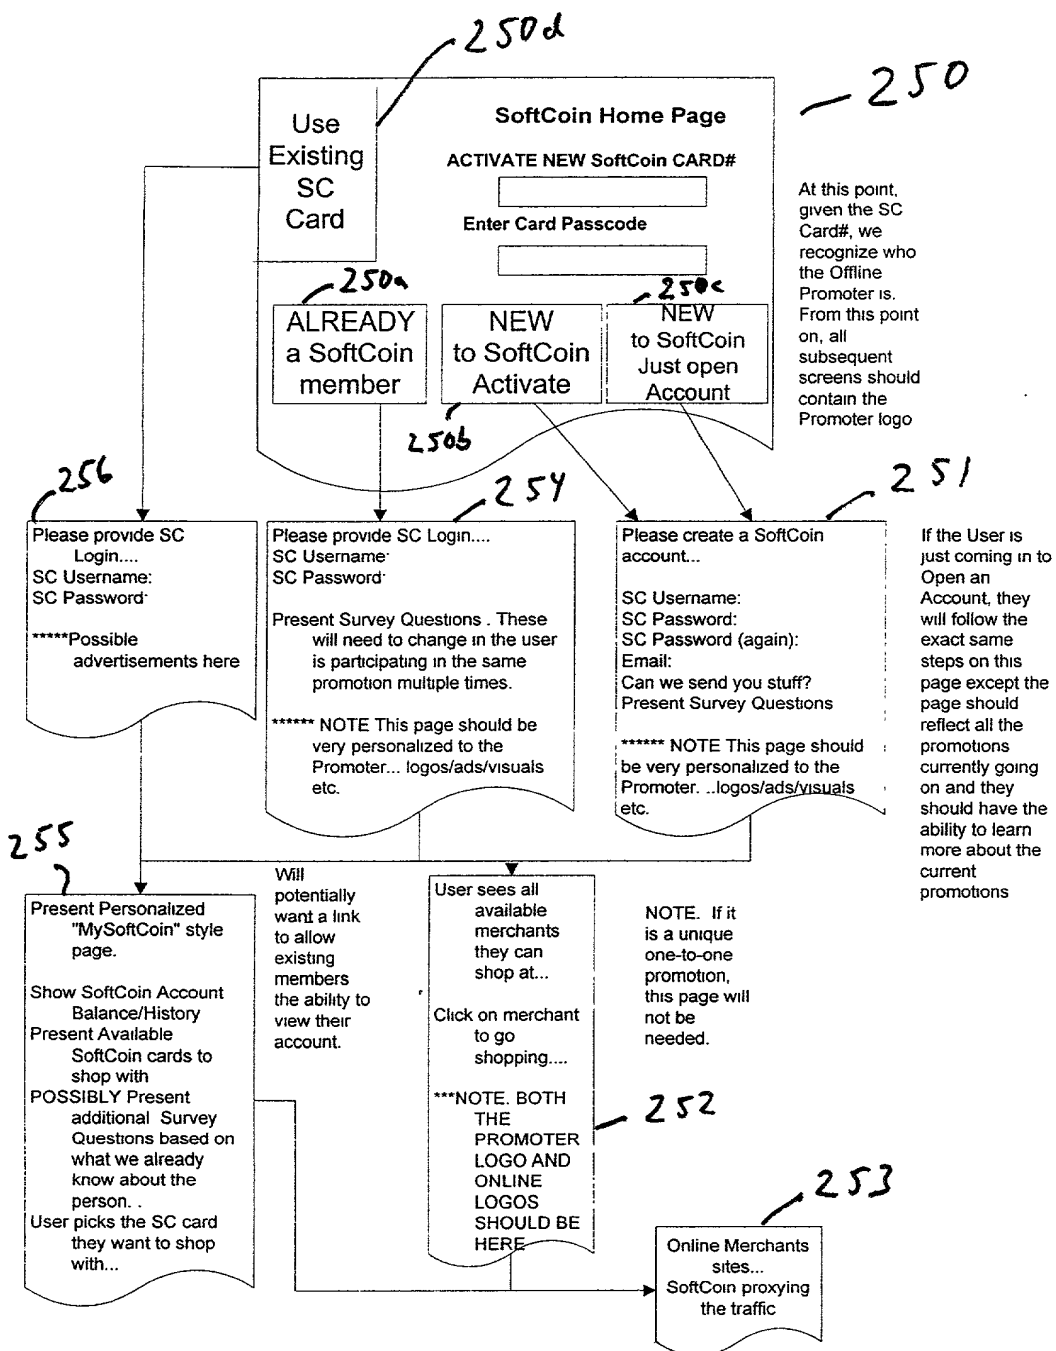 250d
250
Use
Existing
SC
Card
SoftCoin Home Page
ACTIVATE NEW SoftCoin CARD#
Enter Card Passcode
At this point,
given the SC
Card#, we
recognize who
the Offline
Promoter is.
From this point
on, all
subsequent
screens should
contain the
Promoter logo
250a
ALREADY
a SoftCoin
member
NEW
to SoftCoin
Activate
250b
250c
NEW
to SoftCoin
Just open
Account
256
Please provide SC
Login....
SC Username:
SC Password:
*****Possible
advertisements here
254
Please provide SC Login....
SC Username:
SC Password:
Present Survey Questions . These
will need to change in the user
is participating in the same
promotion multiple times.
****** NOTE This page should be
very personalized to the
Promoter... logos/ads/visuals
etc.
251
Please create a SoftCoin
account...
SC Username:
SC Password:
SC Password (again):
Email:
Can we send you stuff?
Present Survey Questions
****** NOTE This page should
be very personalized to the
Promoter. ..logos/ads/visuals
etc.
If the User is
just coming in to
Open an
Account, they
will follow the
exact same
steps on this
page except the
page should
reflect all the
promotions
currently going
on and they
should have the
ability to learn
more about the
current
promotions
255
Present Personalized
"MySoftCoin" style
page.
Show SoftCoin Account
Balance/History
Present Available
SoftCoin cards to
shop with
POSSIBLY Present
additional Survey
Questions based on
what we already
know about the
person. .
User picks the SC card
they want to shop
with...
Will
potentially
want a link
to allow
existing
members
the ability to
view their
account.
User sees all
available
merchants
they can
shop at...
Click on merchant
to go
shopping....
***NOTE. BOTH
THE
PROMOTER
LOGO AND
ONLINE
LOGOS
SHOULD BE
HERE
252
NOTE. If it
is a unique
one-to-one
promotion,
this page will
not be
needed.
253
Online Merchants
sites...
SoftCoin proxying
the traffic